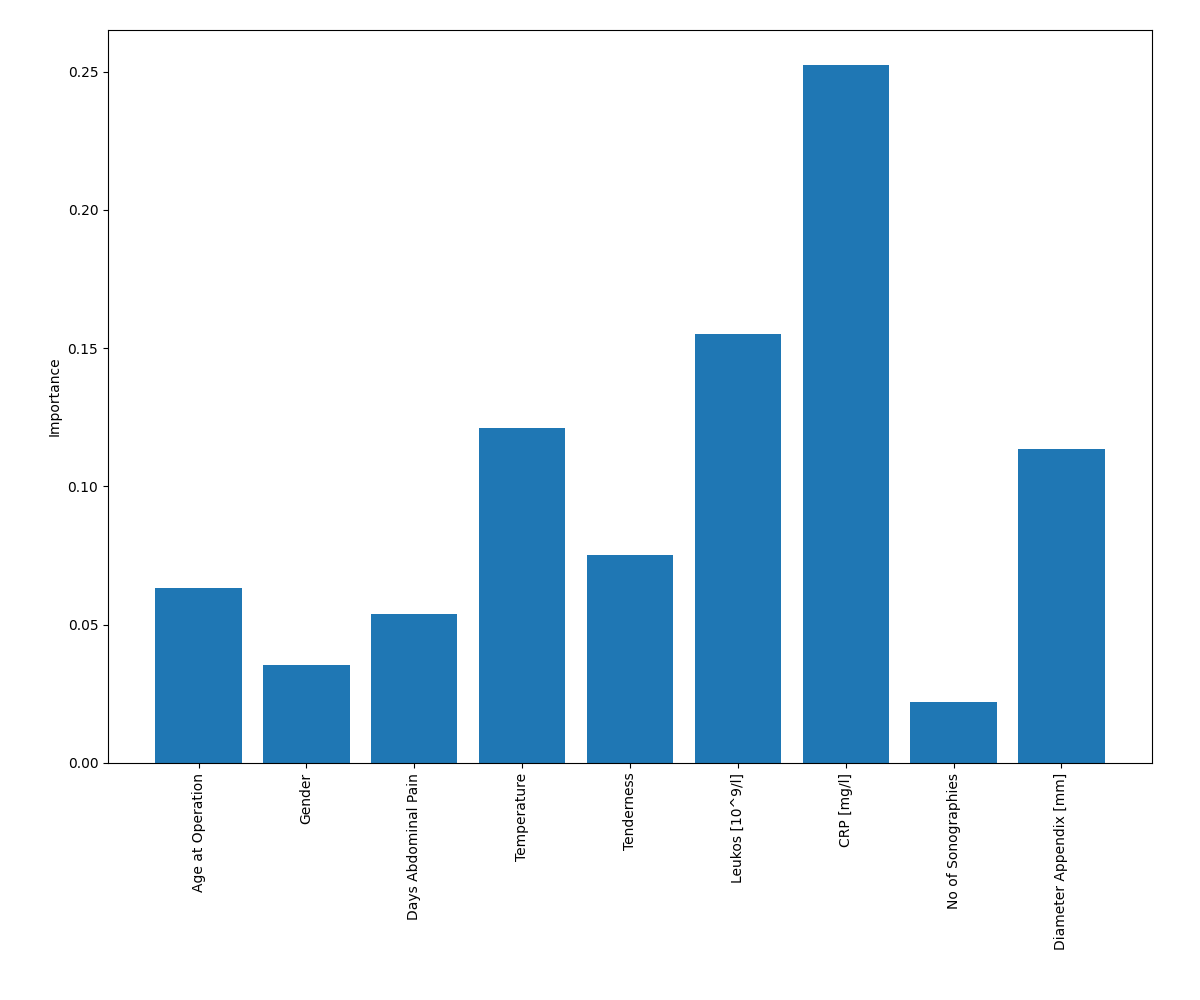 0.25
0.20
0.15
0.10
0.05
0.00
Importance
Age at Operation
Gender
Days Abdominal Pain
Temperature
Tenderness
Leukos [10^9/l]
CRP [mg/l]
No of Sonographies
Diameter Appendix [mm]